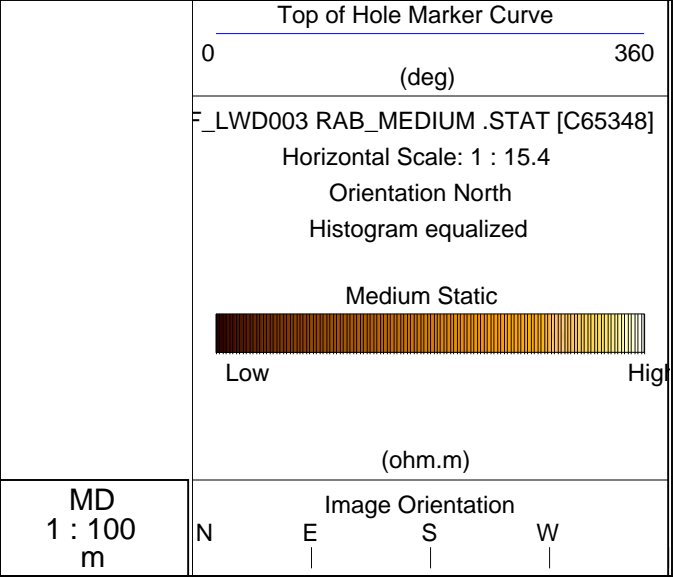 Top of Hole Marker Curve
0 360
(deg)
F_LWD003 RAB_MEDIUM .STAT [C65348]
Horizontal Scale: 1 : 15.4
Orientation North
Histogram equalized
Medium Static
Low High
(ohm.m)
MD
1 : 100
m
Image Orientation
N E S W